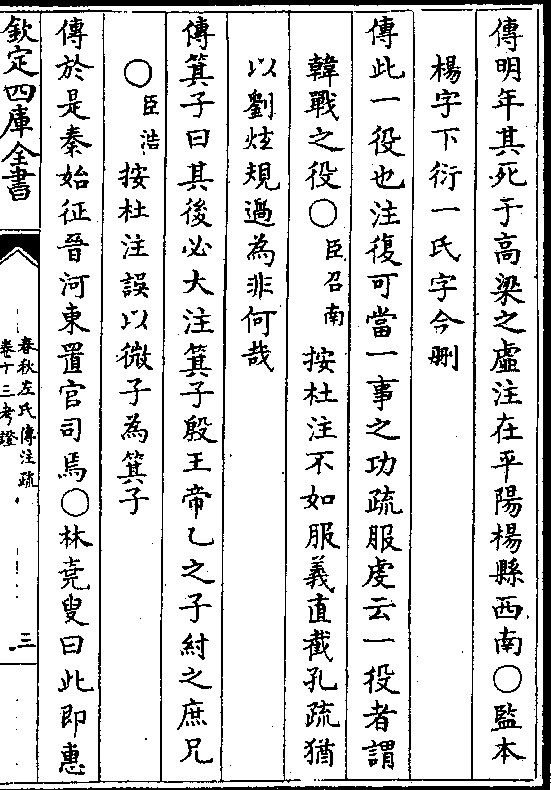 傳明年其死于高梁之虛注在平陽楊縣西南〇監本
楊字下衍一氏字今刪
傳此一役也注復可當一事之功疏服虔云一役者謂
韓戰之役〇臣召南按杜注不如服義直截孔疏猶
以劉炫規過為非何哉
傳箕子曰其後必大注箕子殷王帝乙之子紂之庶兄
〇臣浩按杜注誤以微子為箕子
傳於是秦始征晉河東置官司焉〇林堯叟曰此即惠
欽定四庫全書
春秋左氏傳注疏
卷十三考證
三